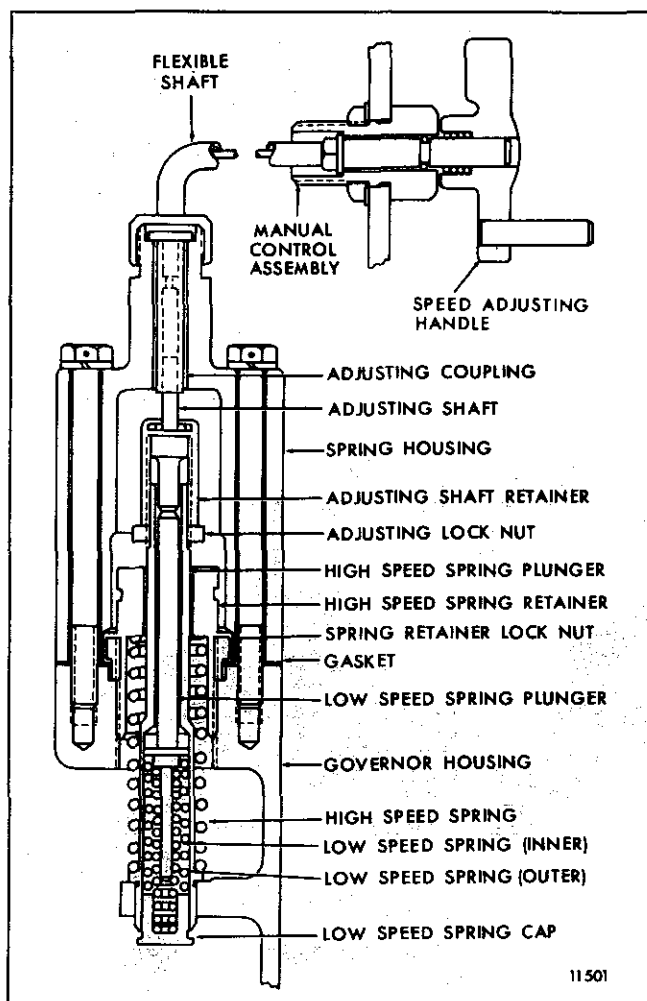 FLEXIBLE
SHAFT
MANUAL
CONTROL
ASSEMBLY
SPEED ADJUSTING
HANDLE
ADJUSTING COUPLING
ADJUSTING SHAFT
SPRING HOUSING
ADJUSTING SHAFT RETAINER
ADJUSTING LOCK NUT
HIGH SPEED SPRING PLUNGER
HIGH SPEED SPRING RETAINER
SPRING RETAINER LOCK NUT
GASKET
LOW SPEED SPRING PLUNGER
GOVERNOR HOUSING
HIGH SPEED SPRING
LOW SPEED SPRING (INNER)
LOW SPEED SPRING (OUTER)
LOW SPEED SPRING CAP
11501